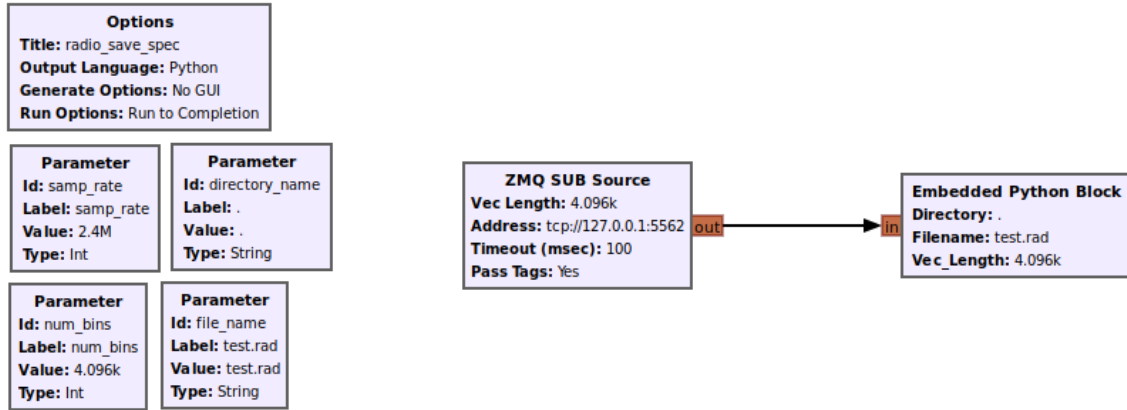 Options
Title: radio_save_spec
Output Language: Python
Generate Options: No GUI
Run Options: Run to Completion
Parameter
Id: samp_rate
Label: samp_rate
Value: 2.4M
Type: Int
Parameter
Id: directory_name
Label: .
Value: .
Type: String
Parameter
Id: num_bins
Label: num_bins
Value: 4.096k
Type: Int
Parameter
Id: file_name
Label: test.rad
Value: test.rad
Type: String
ZMQ SUB Source
Vec Length: 4.096k
Address: tcp://127.0.0.1:5562
Timeout (msec): 100
Pass Tags: Yes
out
in
Embedded Python Block
Directory: .
Filename: test.rad
Vec_Length: 4.096k